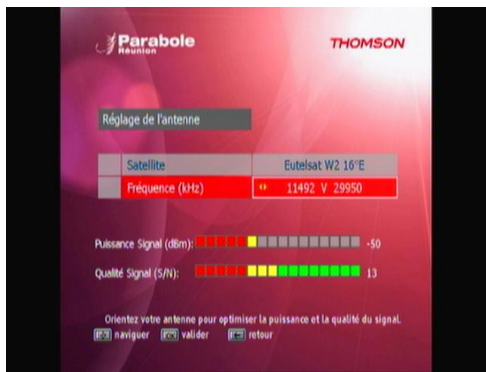 Parabole
Réunion
THOMSON
Réglage de l'antenne
Satellite Eutelsat W2 16°E
Fréquence (kHz) 11492 V 29950
Puissance Signal (dBm): -50
Qualité Signal (S/N): 13
Orientez votre antenne pour optimiser la puissance et la qualité du signal.
naviguer valider retour